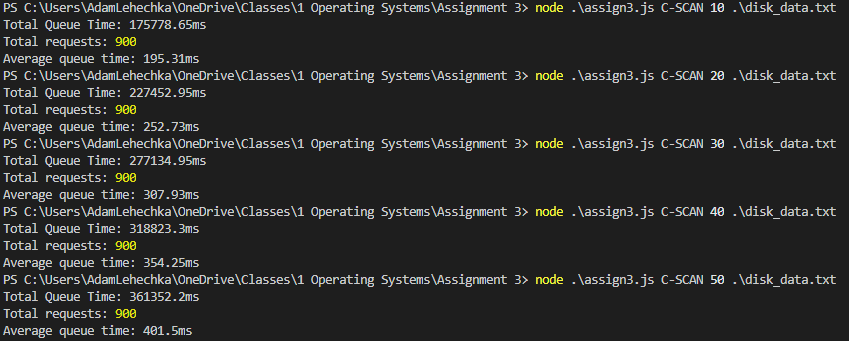 PS C:\Users\AdamLehechka\OneDrive\Classes\1 Operating Systems\Assignment 3> node .\assign3.js C-SCAN 10 .\disk_data.txt
Total Queue Time: 175778.65ms
Total requests: 900
Average queue time: 195.31ms
PS C:\Users\AdamLehechka\OneDrive\Classes\1 Operating Systems\Assignment 3> node .\assign3.js C-SCAN 20 .\disk_data.txt
Total Queue Time: 227452.95ms
Total requests: 900
Average queue time: 252.73ms
PS C:\Users\AdamLehechka\OneDrive\Classes\1 Operating Systems\Assignment 3> node .\assign3.js C-SCAN 30 .\disk_data.txt
Total Queue Time: 277134.95ms
Total requests: 900
Average queue time: 307.93ms
PS C:\Users\AdamLehechka\OneDrive\Classes\1 Operating Systems\Assignment 3> node .\assign3.js C-SCAN 40 .\disk_data.txt
Total Queue Time: 318823.3ms
Total requests: 900
Average queue time: 354.25ms
PS C:\Users\AdamLehechka\OneDrive\Classes\1 Operating Systems\Assignment 3> node .\assign3.js C-SCAN 50 .\disk_data.txt
Total Queue Time: 361352.2ms
Total requests: 900
Average queue time: 401.5ms